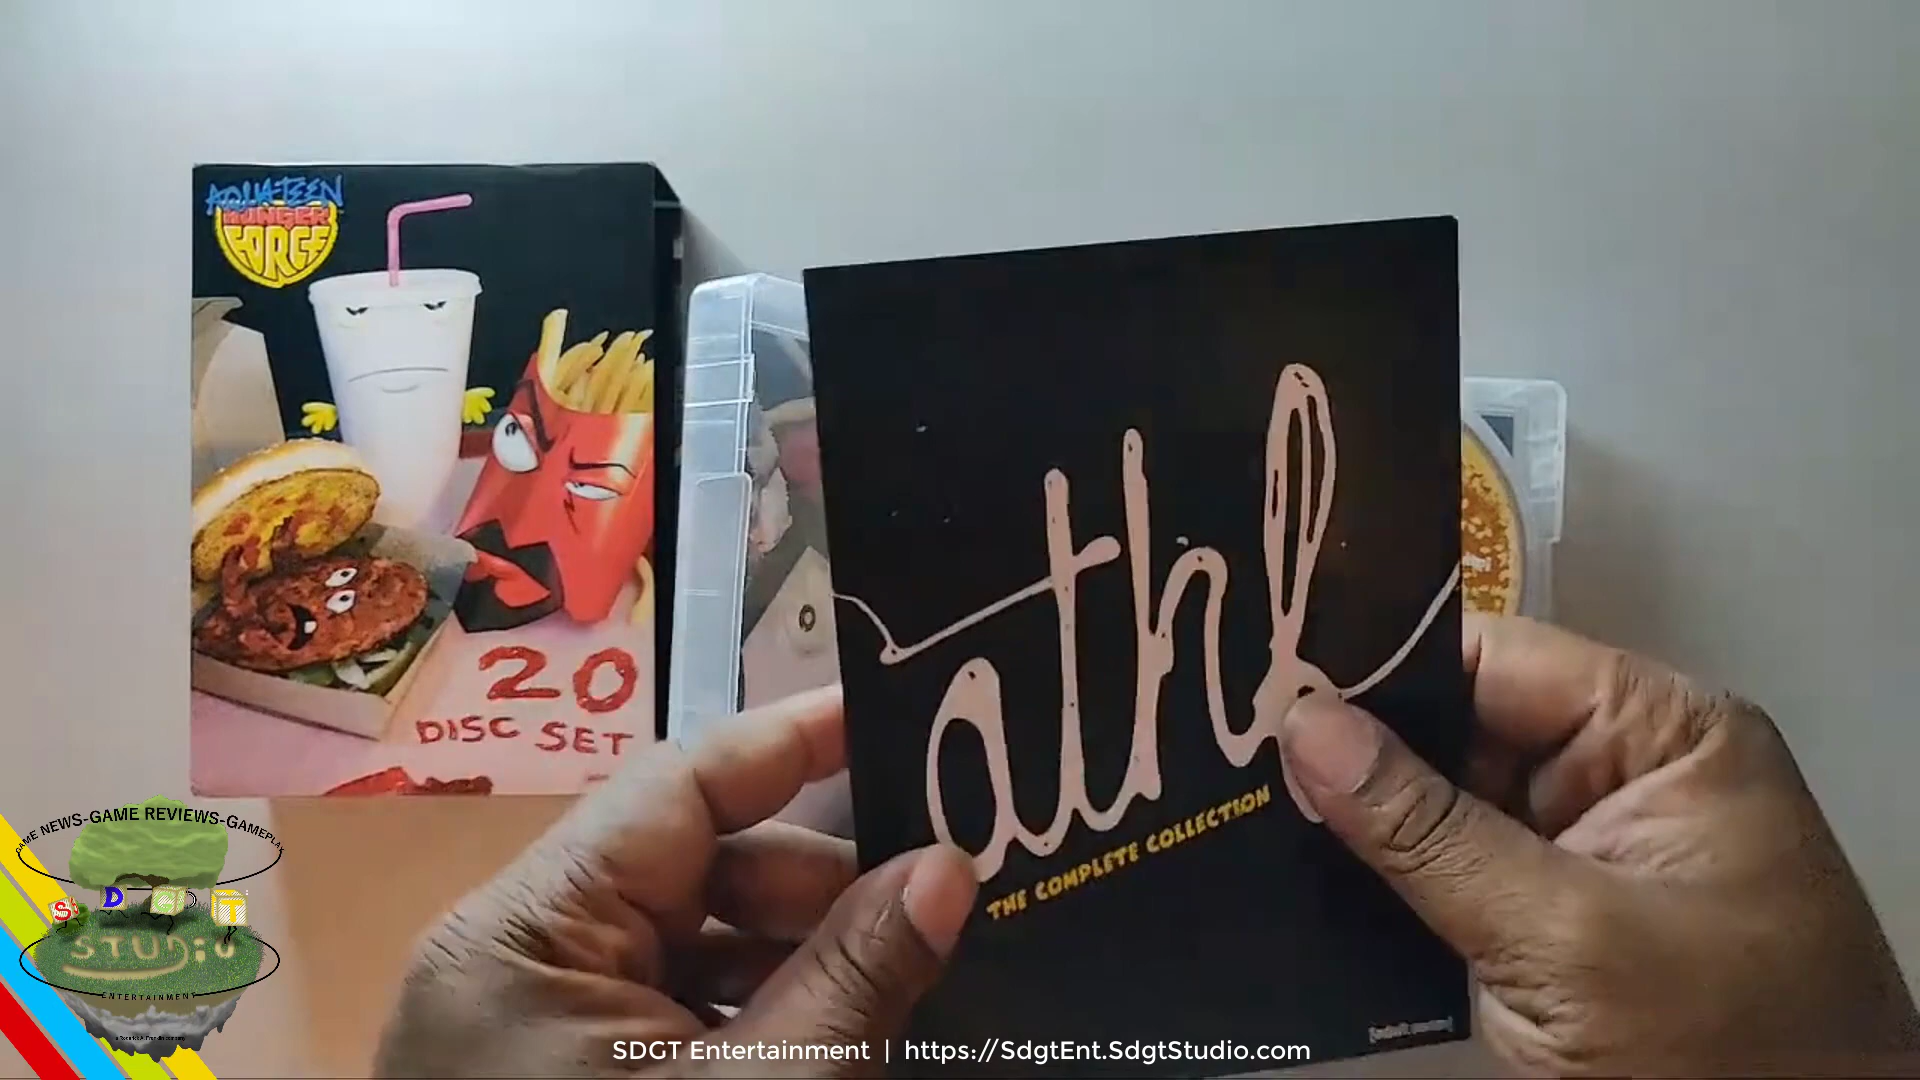 AQUA TEEN
HUNGER
FORCE
20
DISC SET
athf
THE COMPLETE COLLECTION
[adult swim]
GAME NEWS-GAME REVIEWS-GAMEPLAY
S D G T
STUDIO
ENTERTAINMENT
SDGT Entertainment | https://SdgtEnt.SdgtStudio.com